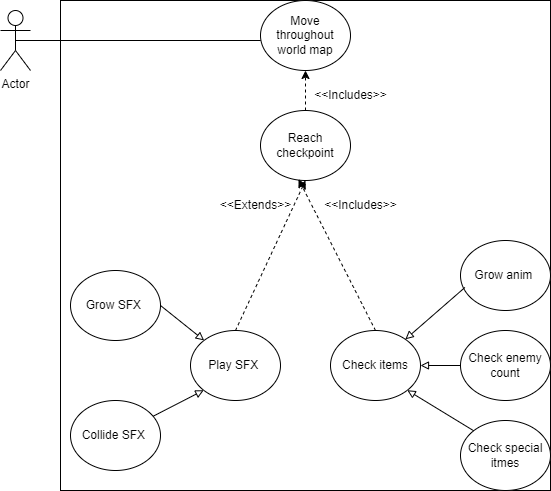 Move
throughout
world map
Actor
<<Includes>>
Reach
checkpoint
<<Extends>>
<<Includes>>
Grow SFX
Grow anim
Play SFX
Check items
Check enemy
count
Collide SFX
Check special
itmes